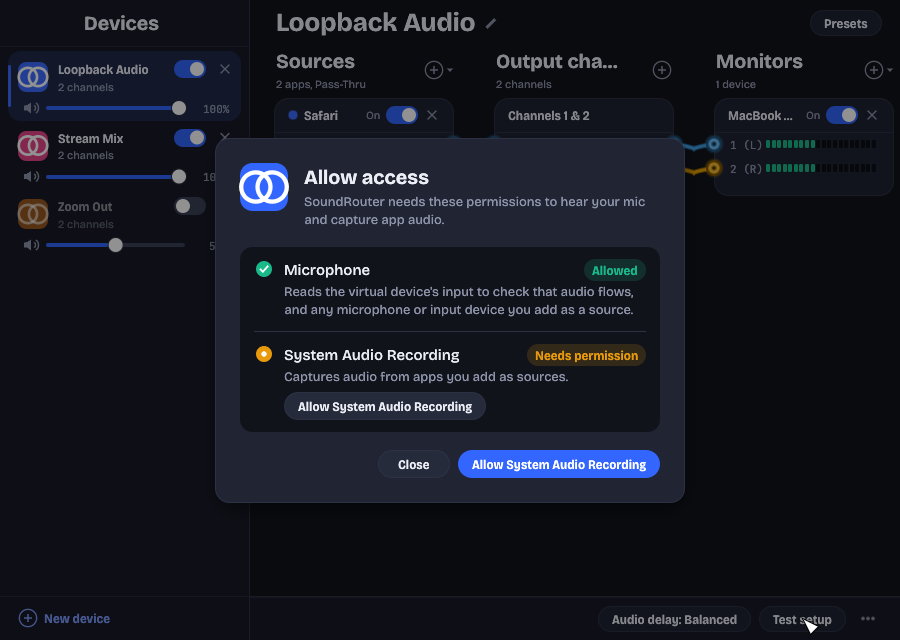 Devices
Loopback Audio
2 channels
100%
Stream Mix
2 channels
Zoom Out
2 channels
New device
Loopback Audio
Presets
Sources
2 apps, Pass-Thru
Output cha...
2 channels
Monitors
1 device
Safari On
Channels 1 & 2
MacBook ... On
1 (L)
2 (R)
Allow access
SoundRouter needs these permissions to hear your mic
and capture app audio.
Microphone Allowed
Reads the virtual device's input to check that audio flows,
and any microphone or input device you add as a source.
System Audio Recording Needs permission
Captures audio from apps you add as sources.
Allow System Audio Recording
Close Allow System Audio Recording
Audio delay: Balanced Test setup